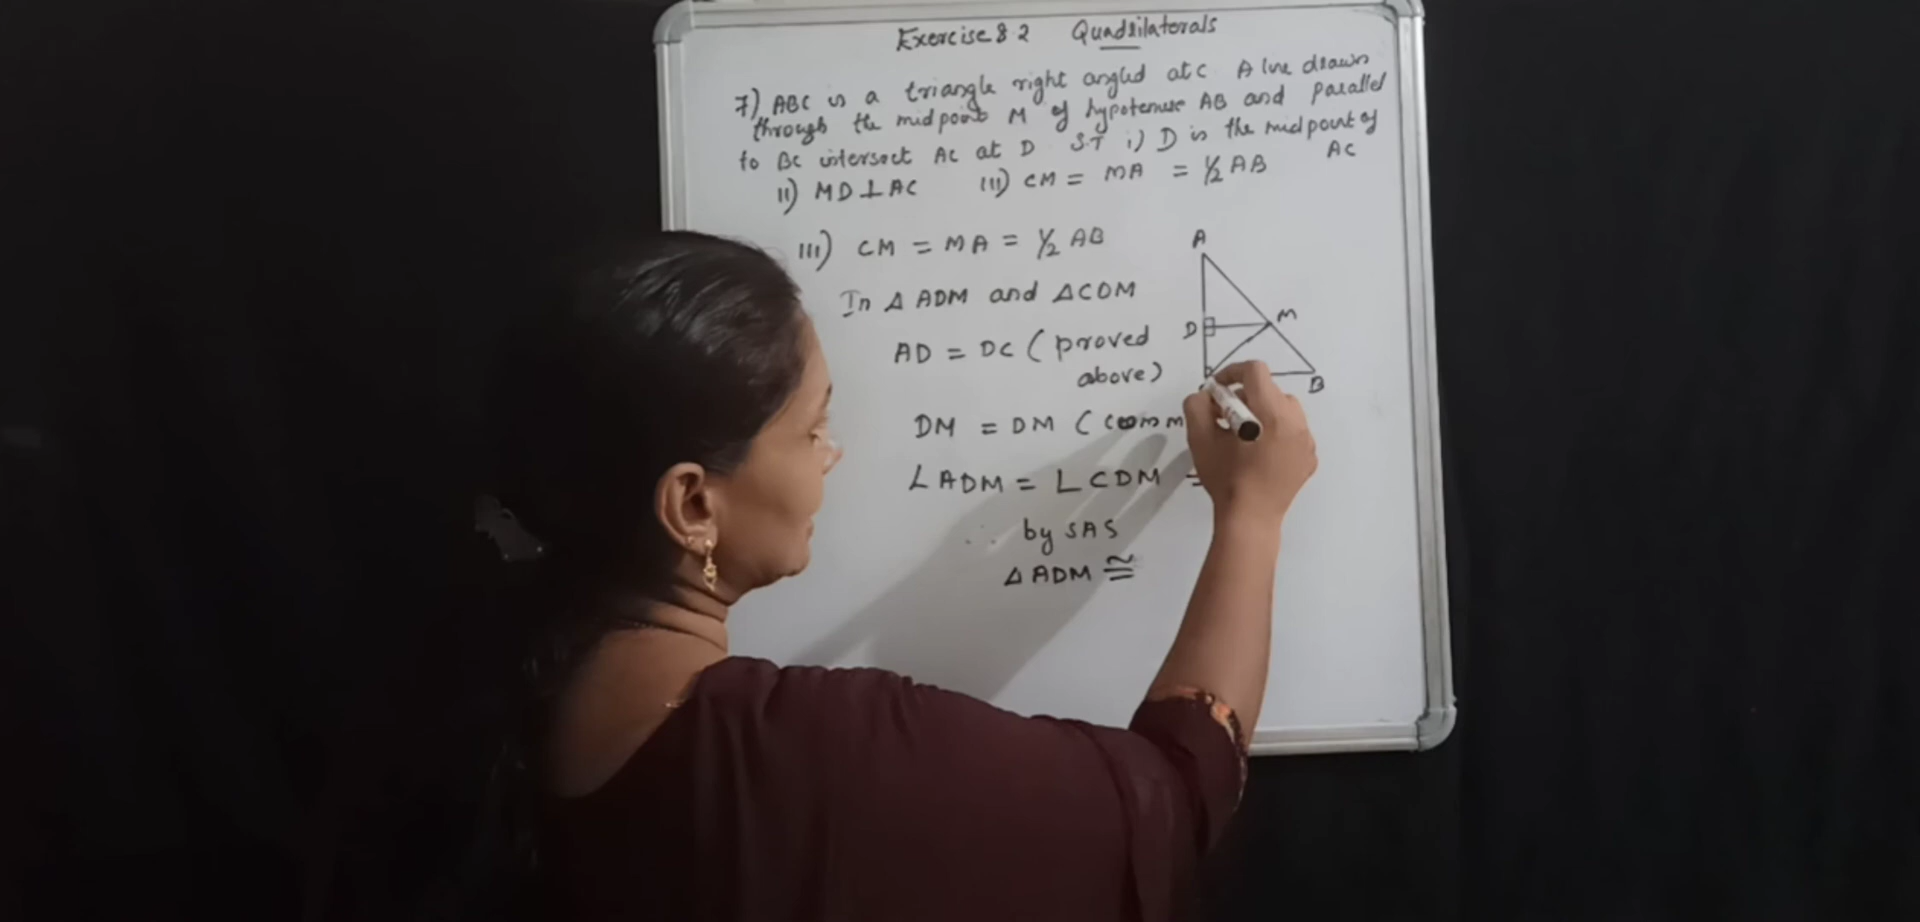 Exercise 8.2 Quadrilaterals
7) ABC is a triangle right angled at C A line drawn
through the midpoint M of hypotenuse AB and parallel
to BC intersect AC at D S.T i) D is the midpoint of
AC
ii) MD ⊥ AC iii) CM = MA = ½ AB
iii) CM = MA = ½ AB
In Δ ADM and Δ CDM
AD = DC (proved
above)
DM = DM (comm
∠ADM = ∠CDM =
∴ by SAS
Δ ADM ≅
A
D
M
B